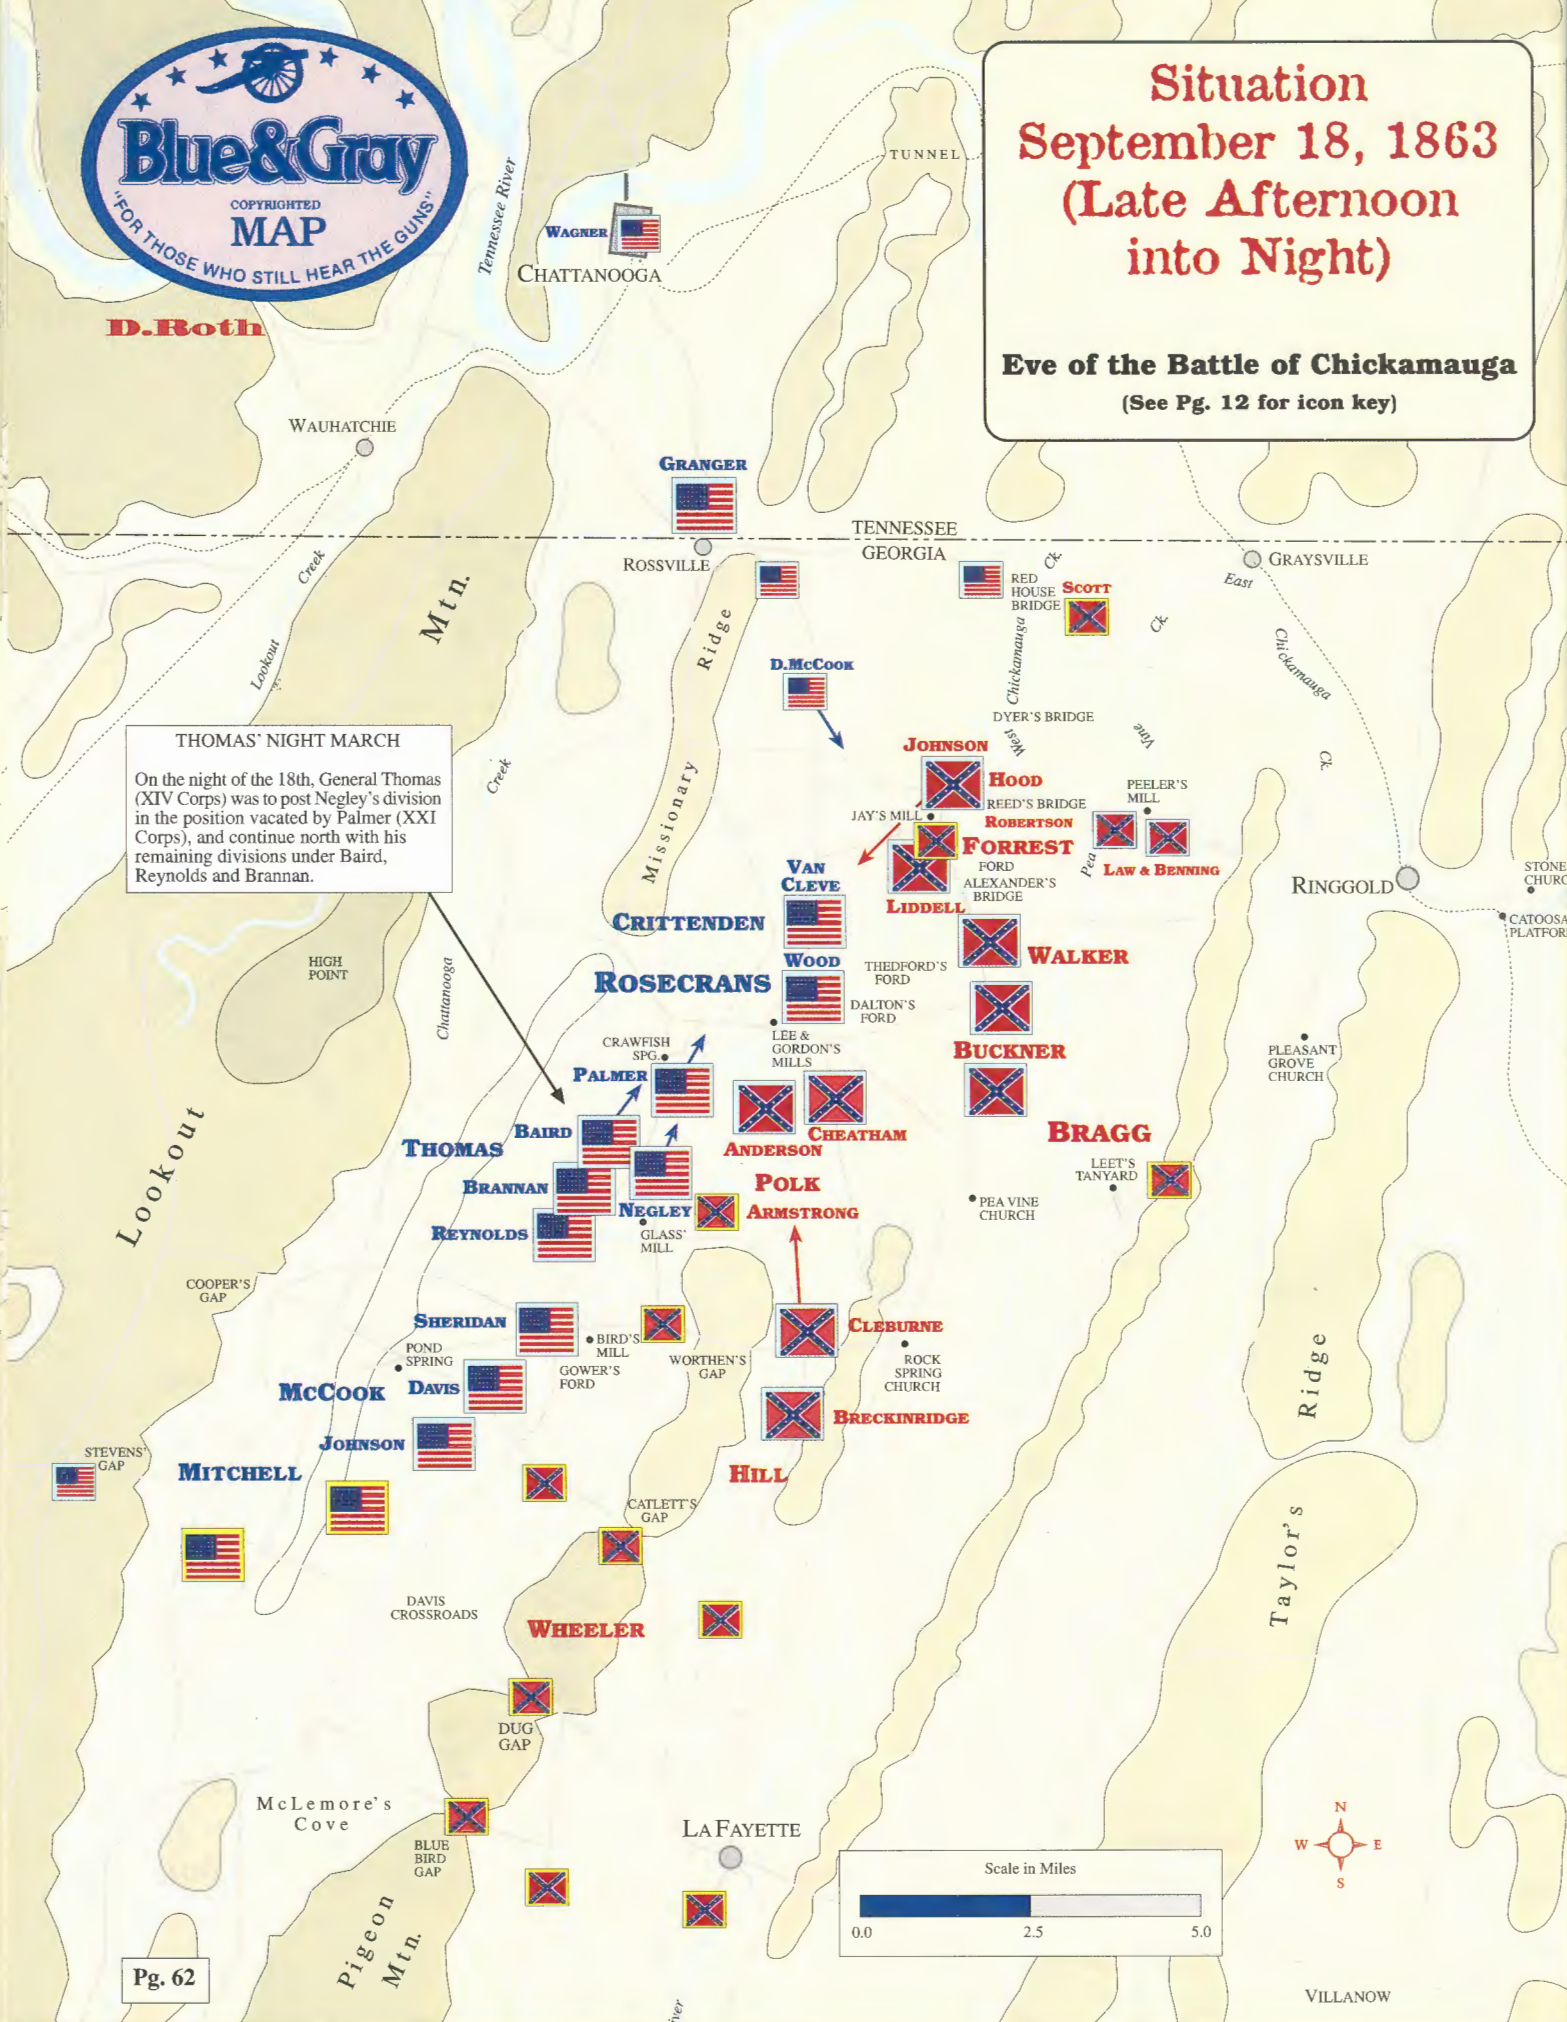 Blue&Gray
COPYRIGHTED
MAP
"FOR THOSE WHO STILL HEAR THE GUNS"
D.Roth
Situation
September 18, 1863
(Late Afternoon
into Night)
Eve of the Battle of Chickamauga
(See Pg. 12 for icon key)
Tennessee River
TUNNEL
WAGNER
CHATTANOOGA
WAUHATCHIE
GRANGER
TENNESSEE
GEORGIA
ROSSVILLE
GRAYSVILLE
RED
HOUSE
BRIDGE
Ck.
SCOTT
East
Chickamauga
Ck.
Creek
Lookout
Mtn.
Ridge
Missionary
D.MCCOOK
West
Chickamauga
Ck.
Vine
Pea
DYER'S BRIDGE
THOMAS' NIGHT MARCH
On the night of the 18th, General Thomas
(XIV Corps) was to post Negley's division
in the position vacated by Palmer (XXI
Corps), and continue north with his
remaining divisions under Baird,
Reynolds and Brannan.
Creek
Chattanooga
JOHNSON
HOOD
REED'S BRIDGE
JAY'S MILL
ROBERTSON
PEELER'S
MILL
FORREST
FORD
LAW & BENNING
ALEXANDER'S
BRIDGE
LIDDELL
VAN
CLEVE
CRITTENDEN
RINGGOLD
STONE
CHURC
CATOOSA
PLATFOR
WOOD
ROSECRANS
THEDFORD'S
FORD
DALTON'S
FORD
WALKER
HIGH
POINT
CRAWFISH
SPG.
LEE &
GORDON'S
MILLS
BUCKNER
PLEASANT
GROVE
CHURCH
PALMER
BAIRD
THOMAS
CHEATHAM
ANDERSON
BRAGG
LEET'S
TANYARD
BRANNAN
POLK
NEGLEY
ARMSTRONG
PEA VINE
CHURCH
REYNOLDS
GLASS'
MILL
Lookout
COOPER'S
GAP
SHERIDAN
BIRD'S
MILL
CLEBURNE
POND
SPRING
GOWER'S
FORD
WORTHEN'S
GAP
ROCK
SPRING
CHURCH
MCCOOK
DAVIS
BRECKINRIDGE
JOHNSON
STEVENS'
GAP
MITCHELL
HILL
CATLETT'S
GAP
Ridge
Taylor's
DAVIS
CROSSROADS
WHEELER
DUG
GAP
McLemore's
Cove
BLUE
BIRD
GAP
LA FAYETTE
Pigeon
Mtn.
Scale in Miles
0.0 2.5 5.0
N
W E
S
Pg. 62
VILLANOW
iver